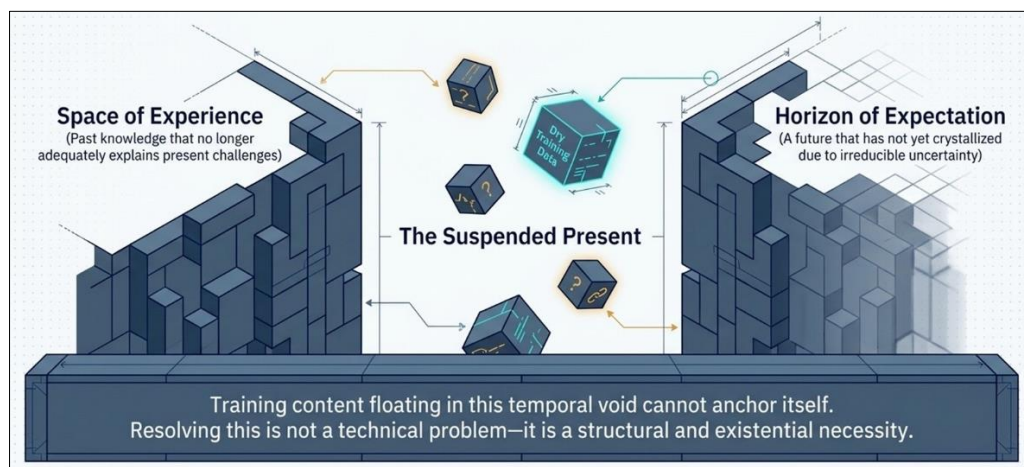 Space of Experience
(Past knowledge that no longer
adequately explains present challenges)
?
Dry
Training
Data
Horizon of Expectation
(A future that has not yet crystallized
due to irreducible uncertainty)
?
The Suspended Present
?
Training content floating in this temporal void cannot anchor itself.
Resolving this is not a technical problem—it is a structural and existential necessity.